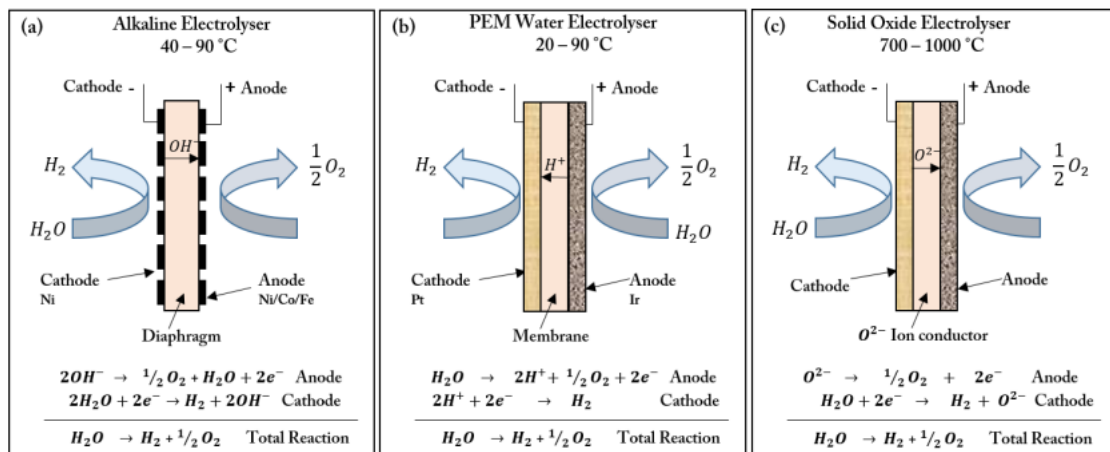 (a) Alkaline Electrolyser
40 – 90 °C
Cathode -
+ Anode
OH⁻
H₂
½ O₂
H₂O
Cathode
Ni
Anode
Ni/Co/Fe
Diaphragm
2OH⁻ → ½ O₂ + H₂O + 2e⁻ Anode
2H₂O + 2e⁻ → H₂ + 2OH⁻ Cathode
H₂O → H₂ + ½ O₂ Total Reaction
(b) PEM Water Electrolyser
20 – 90 °C
Cathode -
+ Anode
H⁺
H₂
½ O₂
H₂O
Cathode
Pt
Anode
Ir
Membrane
H₂O → 2H⁺ + ½ O₂ + 2e⁻ Anode
2H⁺ + 2e⁻ → H₂ Cathode
H₂O → H₂ + ½ O₂ Total Reaction
(c) Solid Oxide Electrolyser
700 – 1000 °C
Cathode -
+ Anode
O²⁻
H₂
½ O₂
H₂O
Cathode
Anode
O²⁻ Ion conductor
O²⁻ → ½ O₂ + 2e⁻ Anode
H₂O + 2e⁻ → H₂ + O²⁻ Cathode
H₂O → H₂ + ½ O₂ Total Reaction